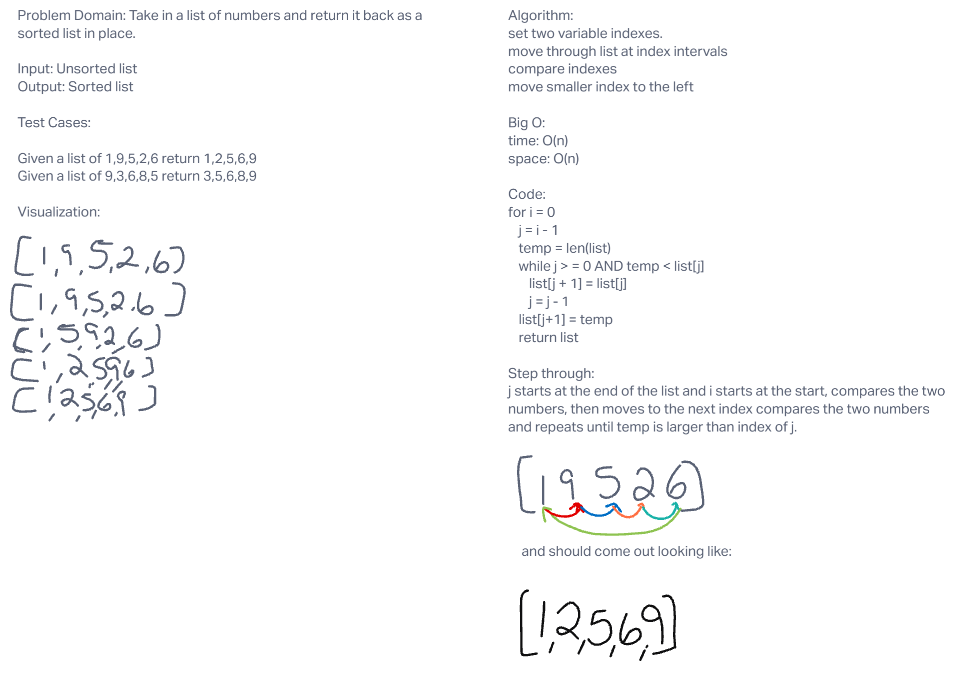 Problem Domain: Take in a list of numbers and return it back as a
sorted list in place.
Input: Unsorted list
Output: Sorted list
Test Cases:
Given a list of 1,9,5,2,6 return 1,2,5,6,9
Given a list of 9,3,6,8,5 return 3,5,6,8,9
Visualization:
[1,9,5,2,6]
[1,9,5,2,6]
[1,5,9,2,6]
[1,2,5,9,6]
[1,2,5,6,9]
Algorithm:
set two variable indexes.
move through list at index intervals
compare indexes
move smaller index to the left
Big O:
time: O(n)
space: O(n)
Code:
for i = 0
j = i - 1
temp = len(list)
while j > = 0 AND temp < list[j]
list[j + 1] = list[j]
j = j - 1
list[j+1] = temp
return list
Step through:
j starts at the end of the list and i starts at the start, compares the two
numbers, then moves to the next index compares the two numbers
and repeats until temp is larger than index of j.
[1 9 5 2 6]
and should come out looking like:
[1,2,5,6,9]